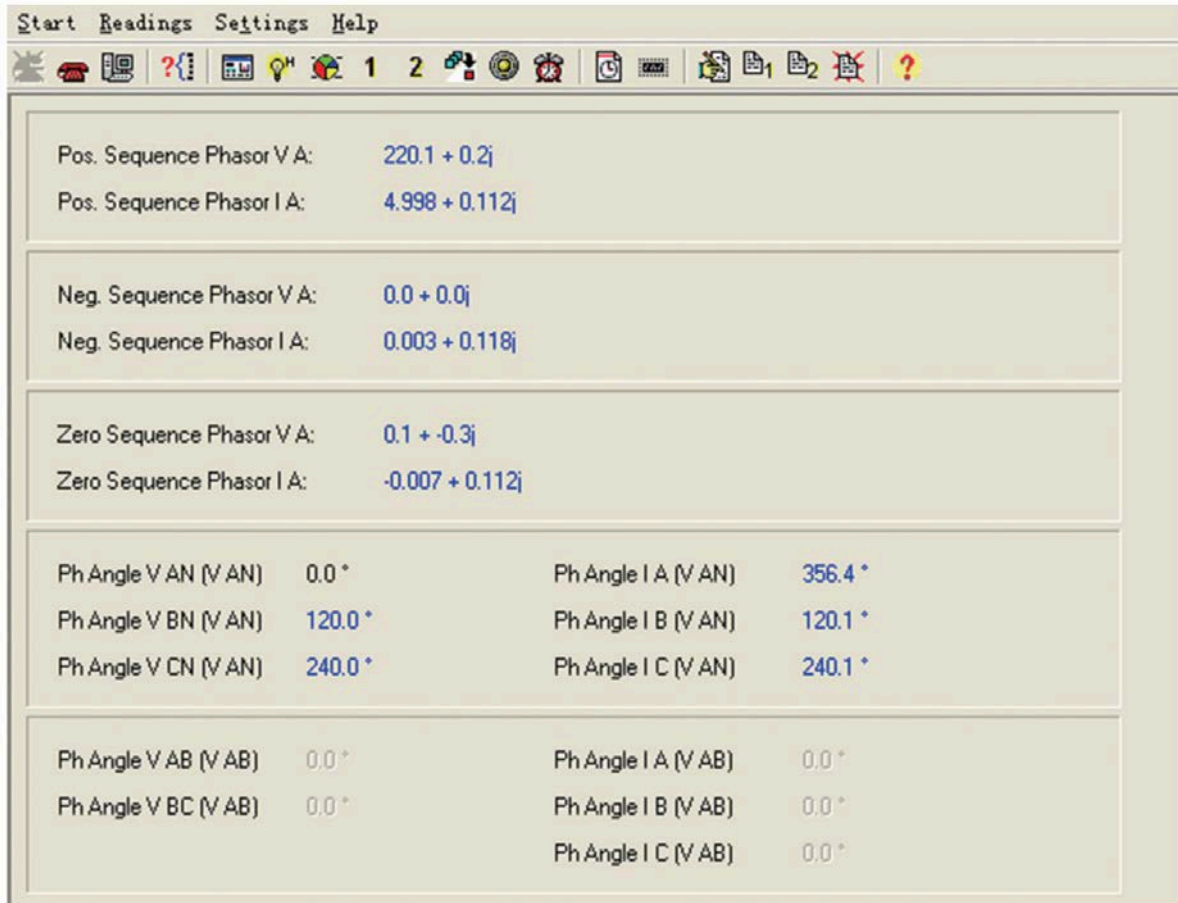 Start Readings Settings Help
?{ H 1 2 1 2 ?
Pos. Sequence Phasor V A: 220.1 + 0.2j
Pos. Sequence Phasor I A: 4.998 + 0.112j
Neg. Sequence Phasor V A: 0.0 + 0.0j
Neg. Sequence Phasor I A: 0.003 + 0.118j
Zero Sequence Phasor V A: 0.1 + -0.3j
Zero Sequence Phasor I A: -0.007 + 0.112j
Ph Angle V AN (V AN) 0.0 ° Ph Angle I A (V AN) 356.4 °
Ph Angle V BN (V AN) 120.0 ° Ph Angle I B (V AN) 120.1 °
Ph Angle V CN (V AN) 240.0 ° Ph Angle I C (V AN) 240.1 °
Ph Angle V AB (V AB) 0.0 ° Ph Angle I A (V AB) 0.0 °
Ph Angle V BC (V AB) 0.0 ° Ph Angle I B (V AB) 0.0 °
Ph Angle I C (V AB) 0.0 °